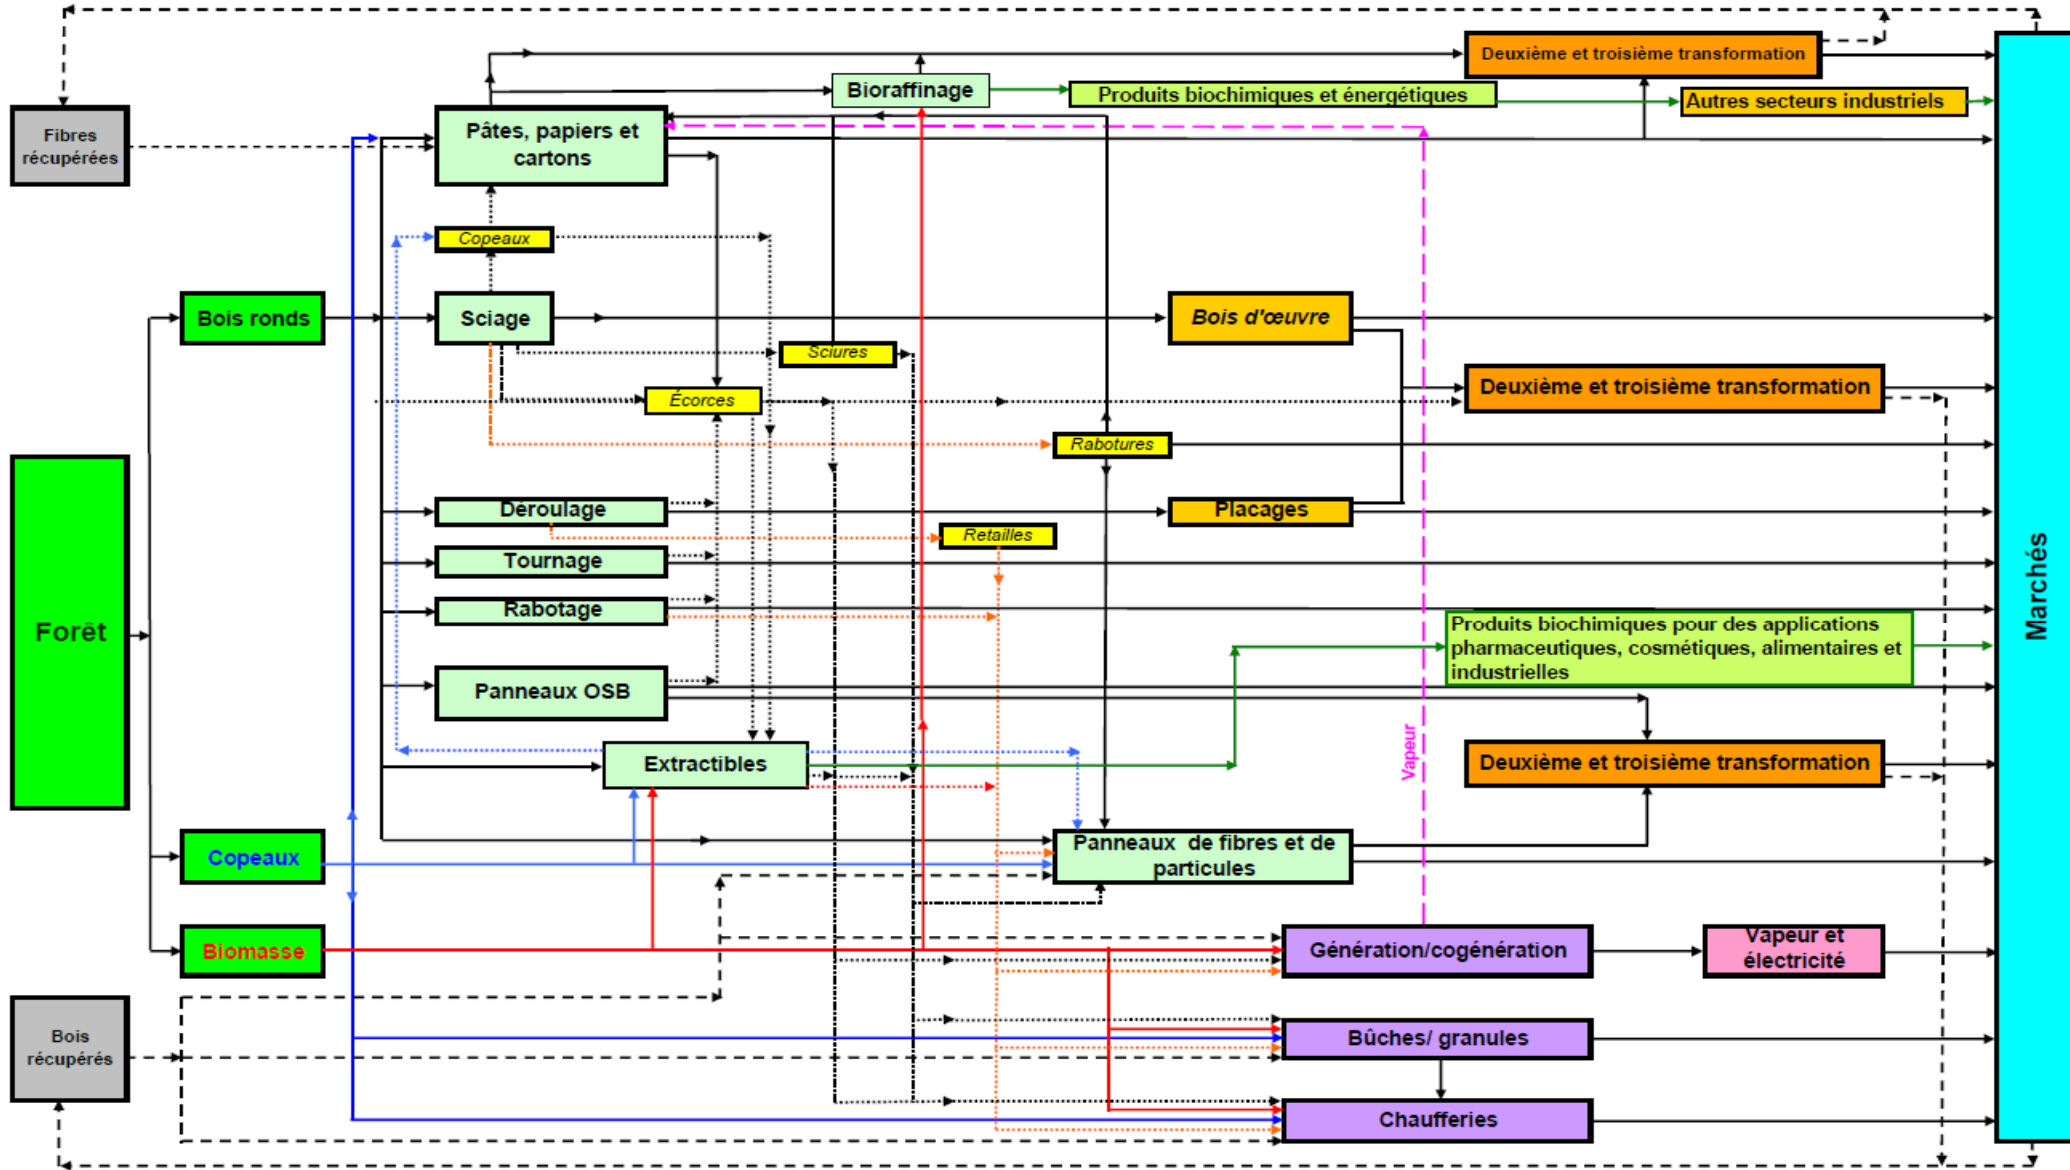 Deuxième et troisième transformation
Bioraffinage
Produits biochimiques et énergétiques
Autres secteurs industriels
Fibres
récupérées
Pâtes, papiers et
cartons
Copeaux
Bois ronds
Sciage
Bois d'œuvre
Sciures
Deuxième et troisième transformation
Écorces
Rabotures
Déroulage
Placages
Retailles
Tournage
Rabotage
Forêt
Marchés
Produits biochimiques pour des applications
pharmaceutiques, cosmétiques, alimentaires et
industrielles
Panneaux OSB
Vapeur
Extractibles
Deuxième et troisième transformation
Copeaux
Panneaux de fibres et de
particules
Biomasse
Génération/cogénération
Vapeur et
électricité
Bois
récupérés
Bûches/ granules
Chaufferies